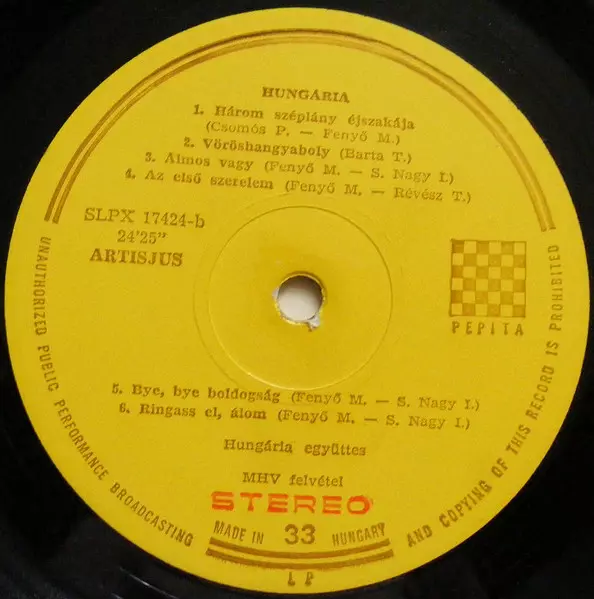 HUNGÁRIA
1. Három széplány éjszakája
(Csomós P. — Fenyő M.)
2. Vöröshangyaboly (Barta T.)
3. Álmos vagy (Fenyő M. — S. Nagy I.)
4. Az első szerelem (Fenyő M. — Révész T.)
SLPX 17424-b
24'25"
ARTISJUS
PEPITA
5. Bye, bye boldogság (Fenyő M. — S. Nagy I.)
6. Ringass el, álom (Fenyő M. — S. Nagy I.)
Hungária együttes
MHV felvétel
STEREO
MADE IN 33 HUNGARY
LP
UNAUTHORIZED PUBLIC PERFORMANCE BROADCASTING AND COPYING OF THIS RECORD IS PROHIBITED